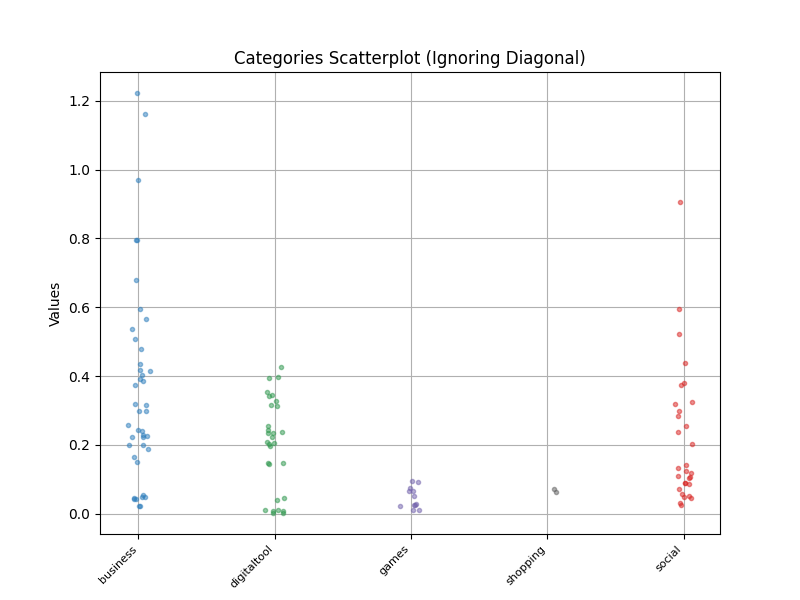 Categories Scatterplot (Ignoring Diagonal)
Values
1.2
1.0
0.8
0.6
0.4
0.2
0.0
business
digitaltool
games
shopping
social